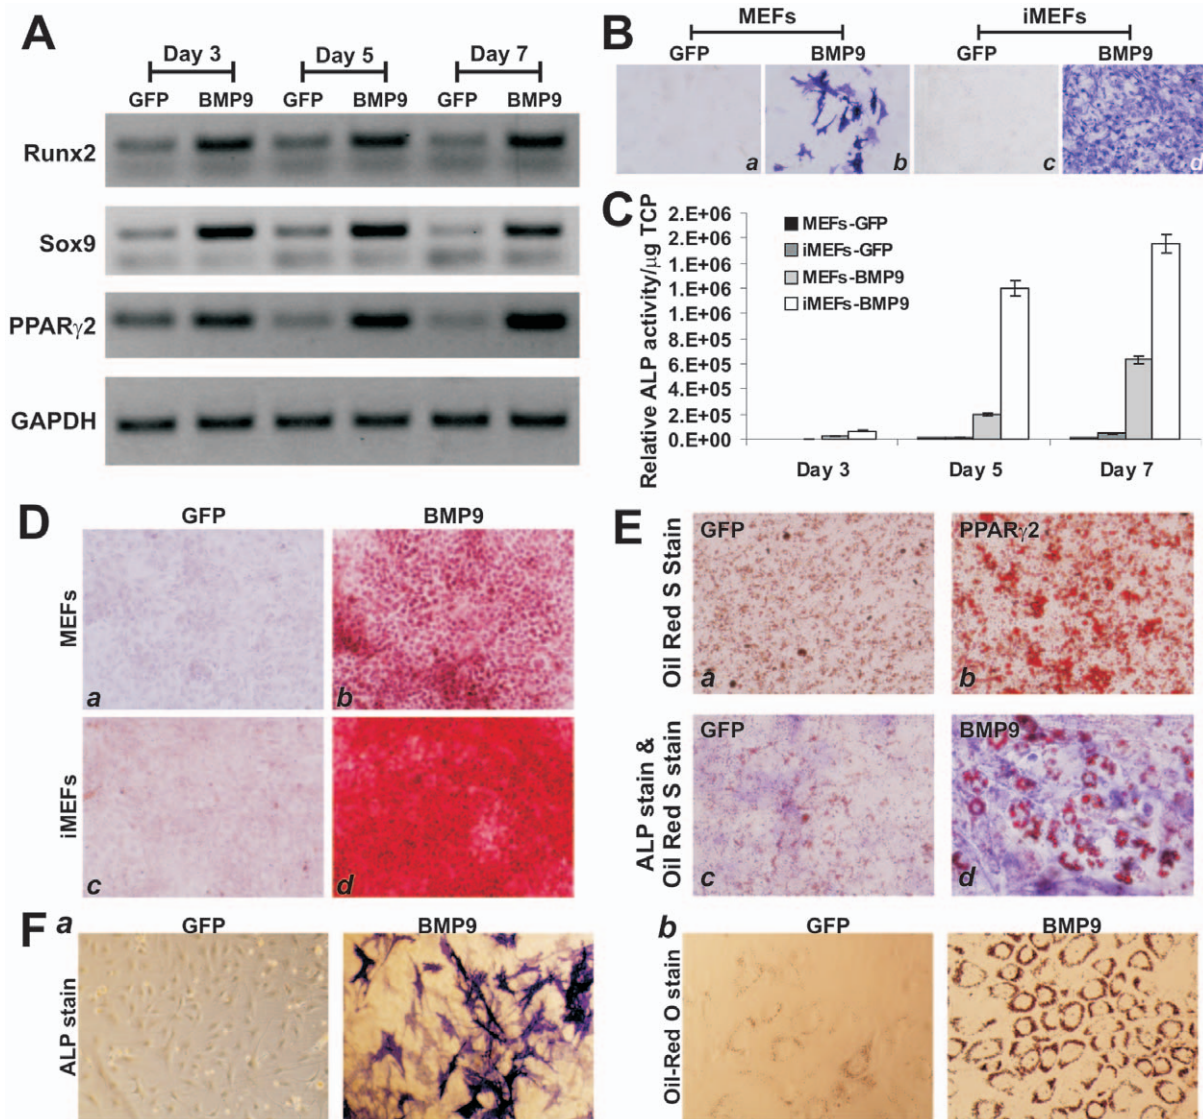 A
Day 3 Day 5 Day 7
GFP BMP9 GFP BMP9 GFP BMP9
Runx2
Sox9
PPARγ2
GAPDH
B
MEFs iMEFs
GFP BMP9 GFP BMP9
a b c d
C
Relative ALP activity/µg TCP
2.E+06
2.E+06
1.E+06
1.E+06
8.E+05
6.E+05
4.E+05
2.E+05
0.E+00
MEFs-GFP
iMEFs-GFP
MEFs-BMP9
iMEFs-BMP9
Day 3 Day 5 Day 7
D
GFP BMP9
MEFs
a b
iMEFs
c d
E
Oil Red S Stain
GFP PPARγ2
a b
ALP stain &
Oil Red S stain
GFP BMP9
c d
F
a GFP BMP9
ALP stain
b GFP BMP9
Oil-Red O stain